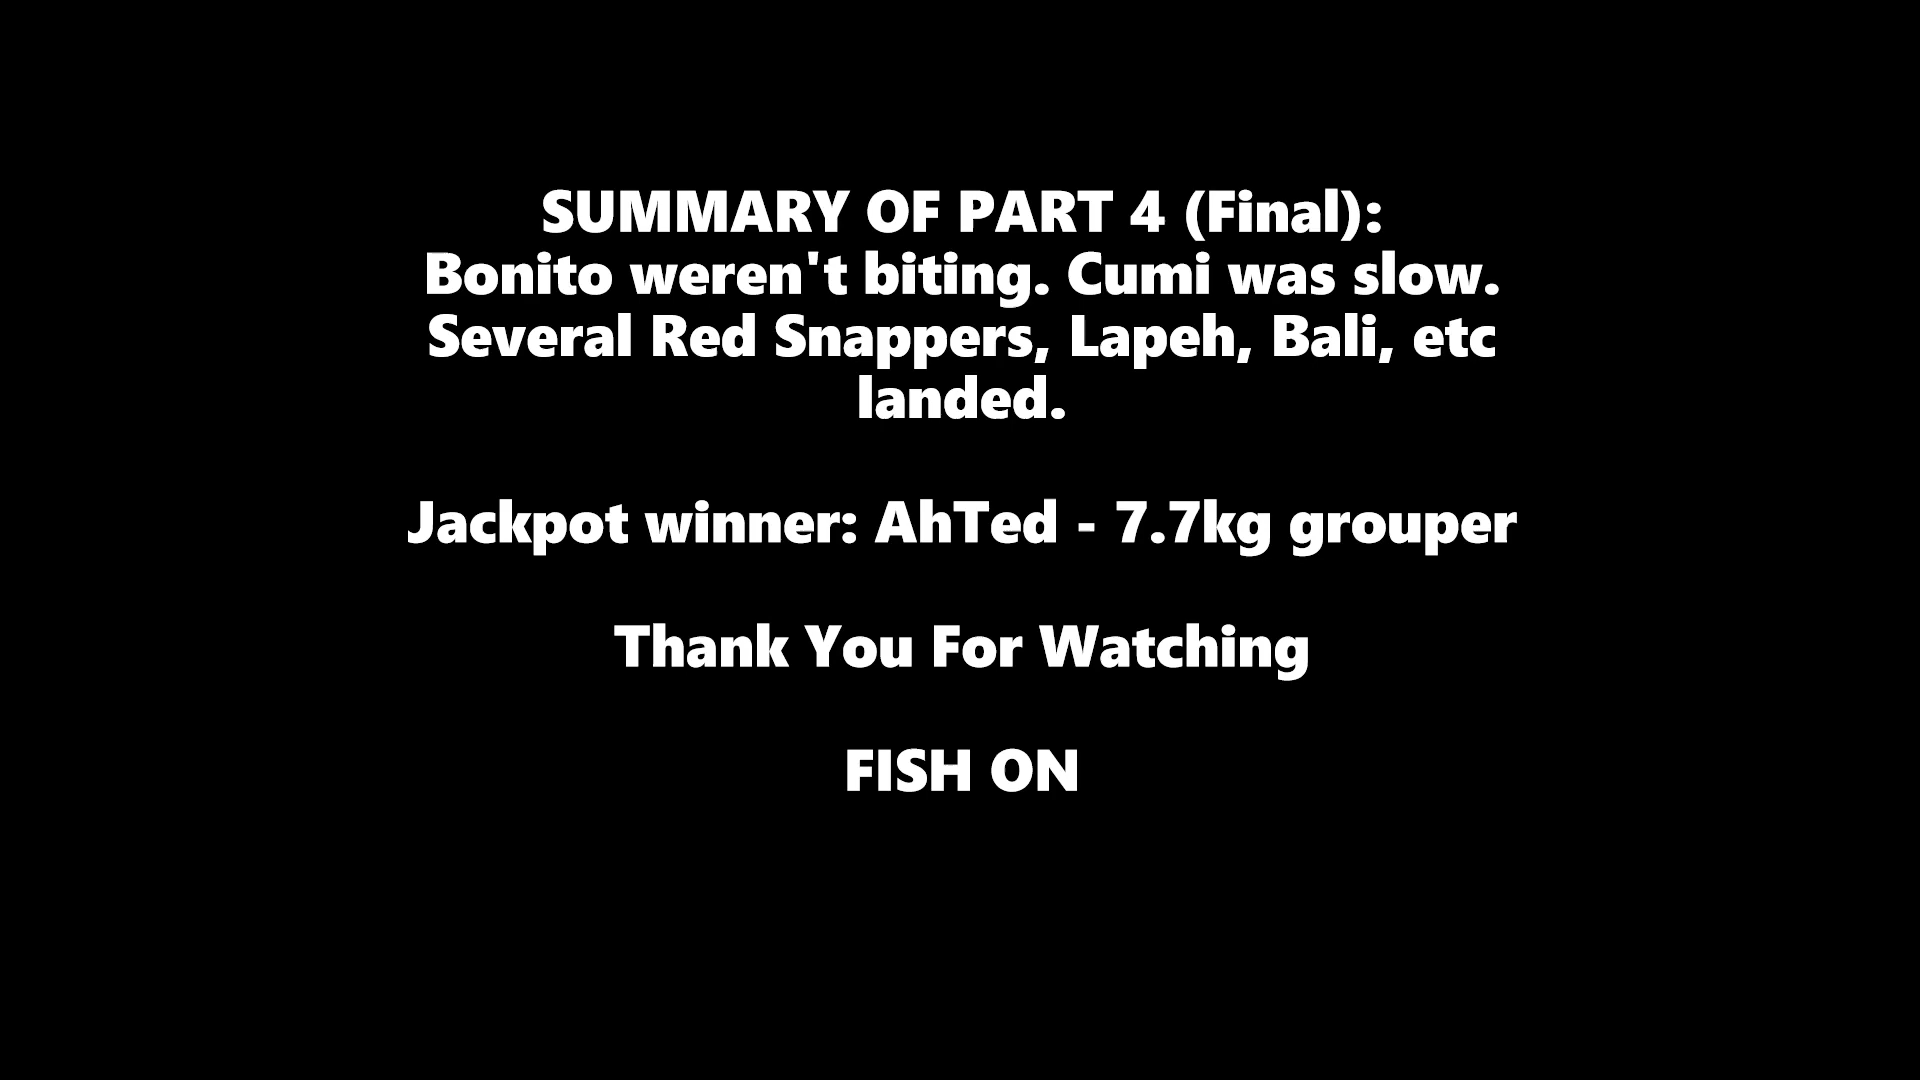 SUMMARY OF PART 4 (Final):
Bonito weren't biting. Cumi was slow.
Several Red Snappers, Lapeh, Bali, etc
landed.
Jackpot winner: AhTed - 7.7kg grouper
Thank You For Watching
FISH ON